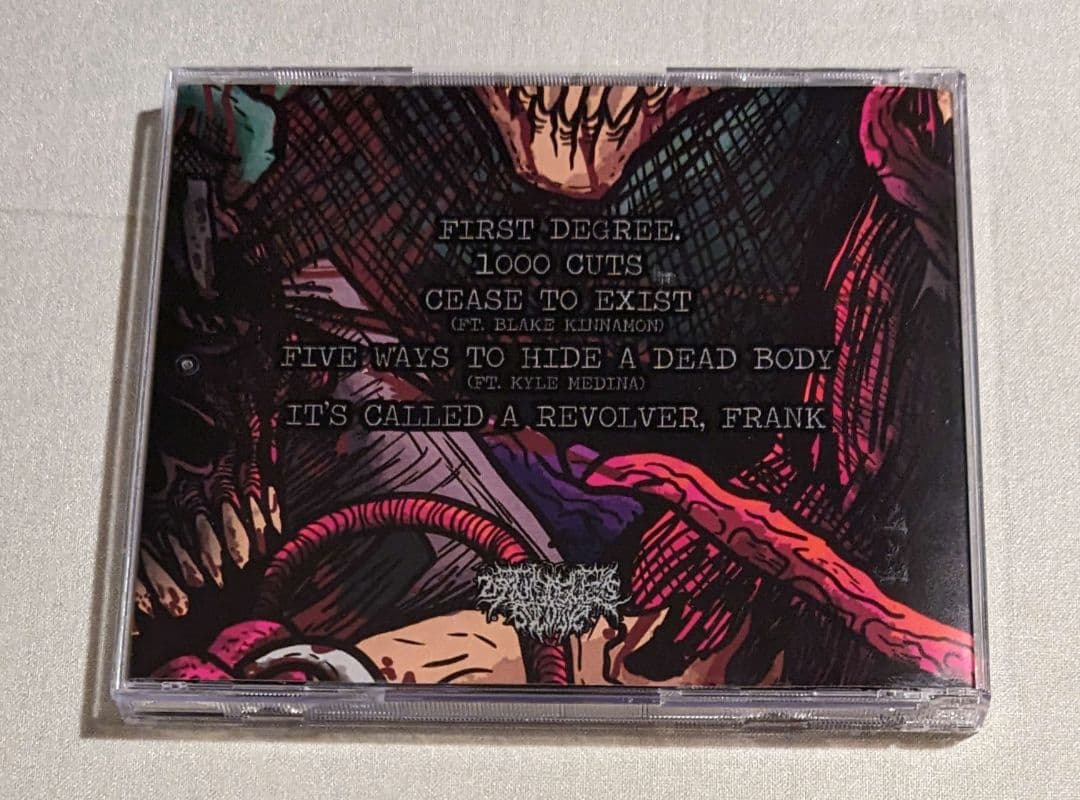 FIRST DEGREE.
1000 CUTS
CEASE TO EXIST
(FT. BLAKE KINNAMON)
FIVE WAYS TO HIDE A DEAD BODY
(FT. KYLE MEDINA)
IT'S CALLED A REVOLVER, FRANK